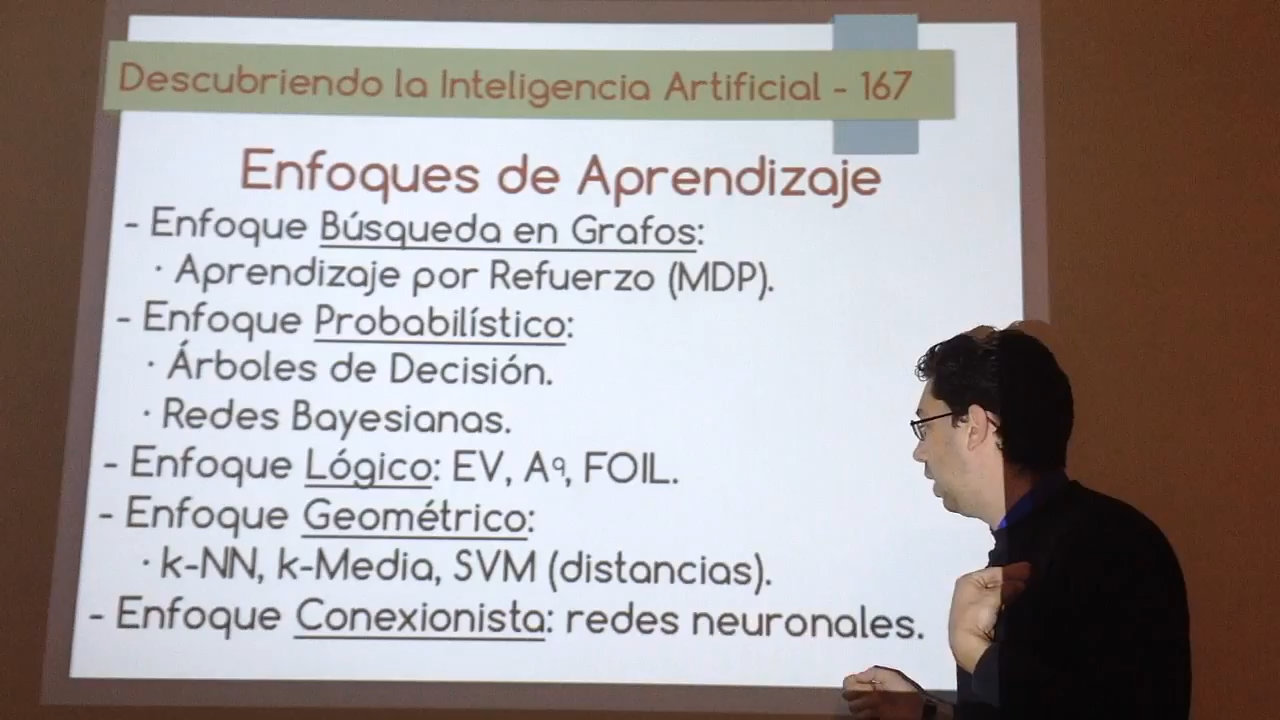 Descubriendo la Inteligencia Artificial - 167
Enfoques de Aprendizaje
- Enfoque Búsqueda en Grafos:
· Aprendizaje por Refuerzo (MDP).
- Enfoque Probabilístico:
· Árboles de Decisión.
· Redes Bayesianas.
- Enfoque Lógico: EV, Aq, FOIL.
- Enfoque Geométrico:
· k-NN, k-Media, SVM (distancias).
- Enfoque Conexionista: redes neuronales.